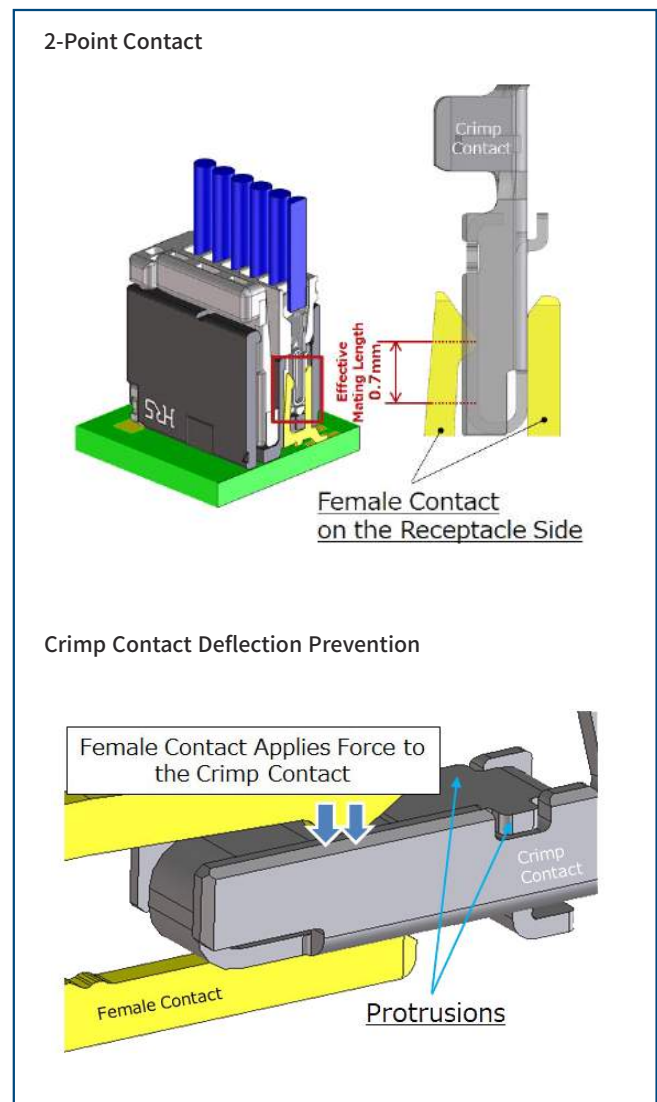 2-Point Contact
Crimp
Contact
Effective
Mating Length
0.7mm
HRS
Female Contact
on the Receptacle Side
Crimp Contact Deflection Prevention
Female Contact Applies Force to
the Crimp Contact
Crimp
Contact
Female Contact
Protrusions